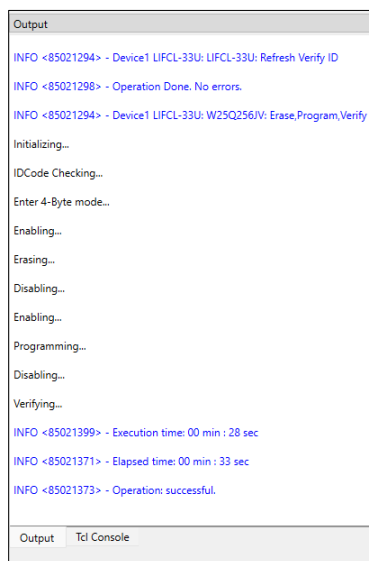 Output
INFO <85021294> - Device1 LIFCL-33U: LIFCL-33U: Refresh Verify ID
INFO <85021298> - Operation Done. No errors.
INFO <85021294> - Device1 LIFCL-33U: W25Q256JV: Erase,Program,Verify
Initializing...
IDCode Checking...
Enter 4-Byte mode...
Enabling...
Erasing...
Disabling...
Enabling...
Programming...
Disabling...
Verifying...
INFO <85021399> - Execution time: 00 min : 28 sec
INFO <85021371> - Elapsed time: 00 min : 33 sec
INFO <85021373> - Operation: successful.
Output Tcl Console